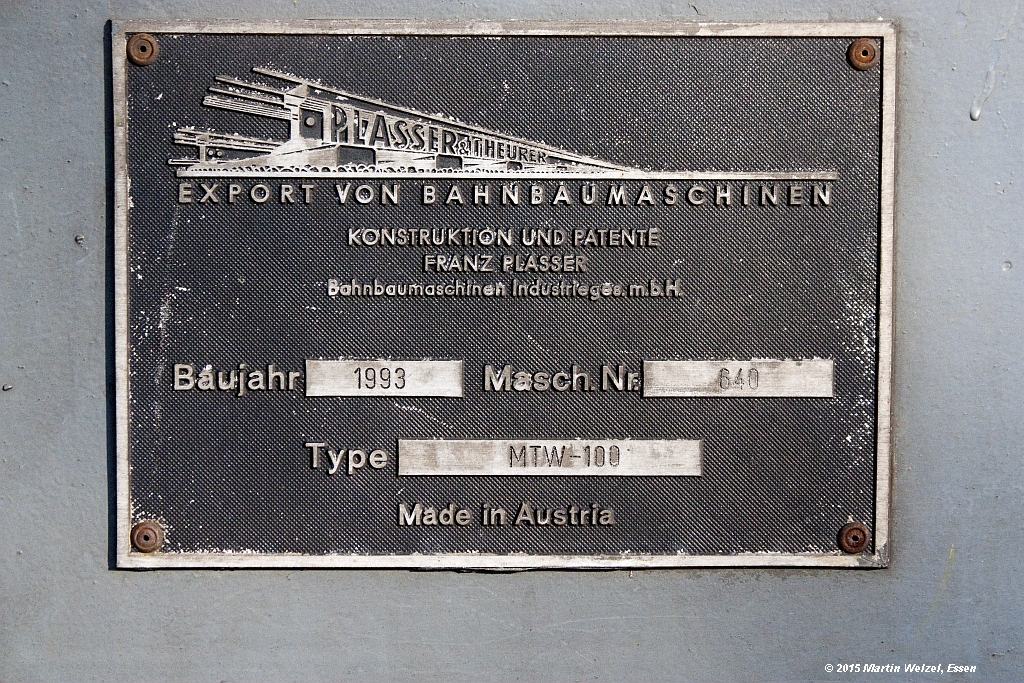 PLASSER & THEURER
EXPORT VON BAHNBAUMASCHINEN
KONSTRUKTION UND PATENTE
FRANZ PLASSER
Bahnbaumaschinen Industrieges.m.b.H.
Baujahr 1993 Masch.Nr. 640
Type MTW-100
Made in Austria
© 2015 Martin Welzel, Essen